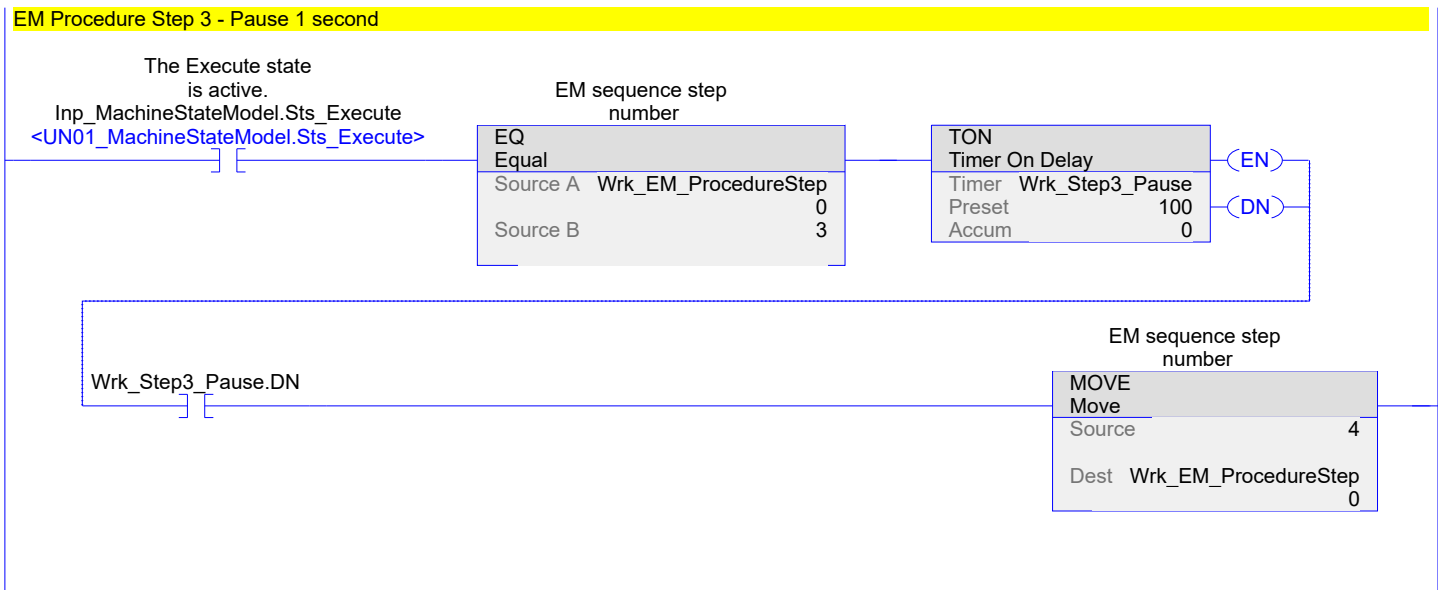 EM Procedure Step 3 - Pause 1 second
The Execute state
is active.
Inp_MachineStateModel.Sts_Execute
<UN01_MachineStateModel.Sts_Execute>
EM sequence step
number
EQ
Equal
Source A Wrk_EM_ProcedureStep
0
Source B 3
TON
Timer On Delay
Timer Wrk_Step3_Pause
Preset 100
Accum 0
EN
DN
Wrk_Step3_Pause.DN
EM sequence step
number
MOVE
Move
Source 4
Dest Wrk_EM_ProcedureStep
0